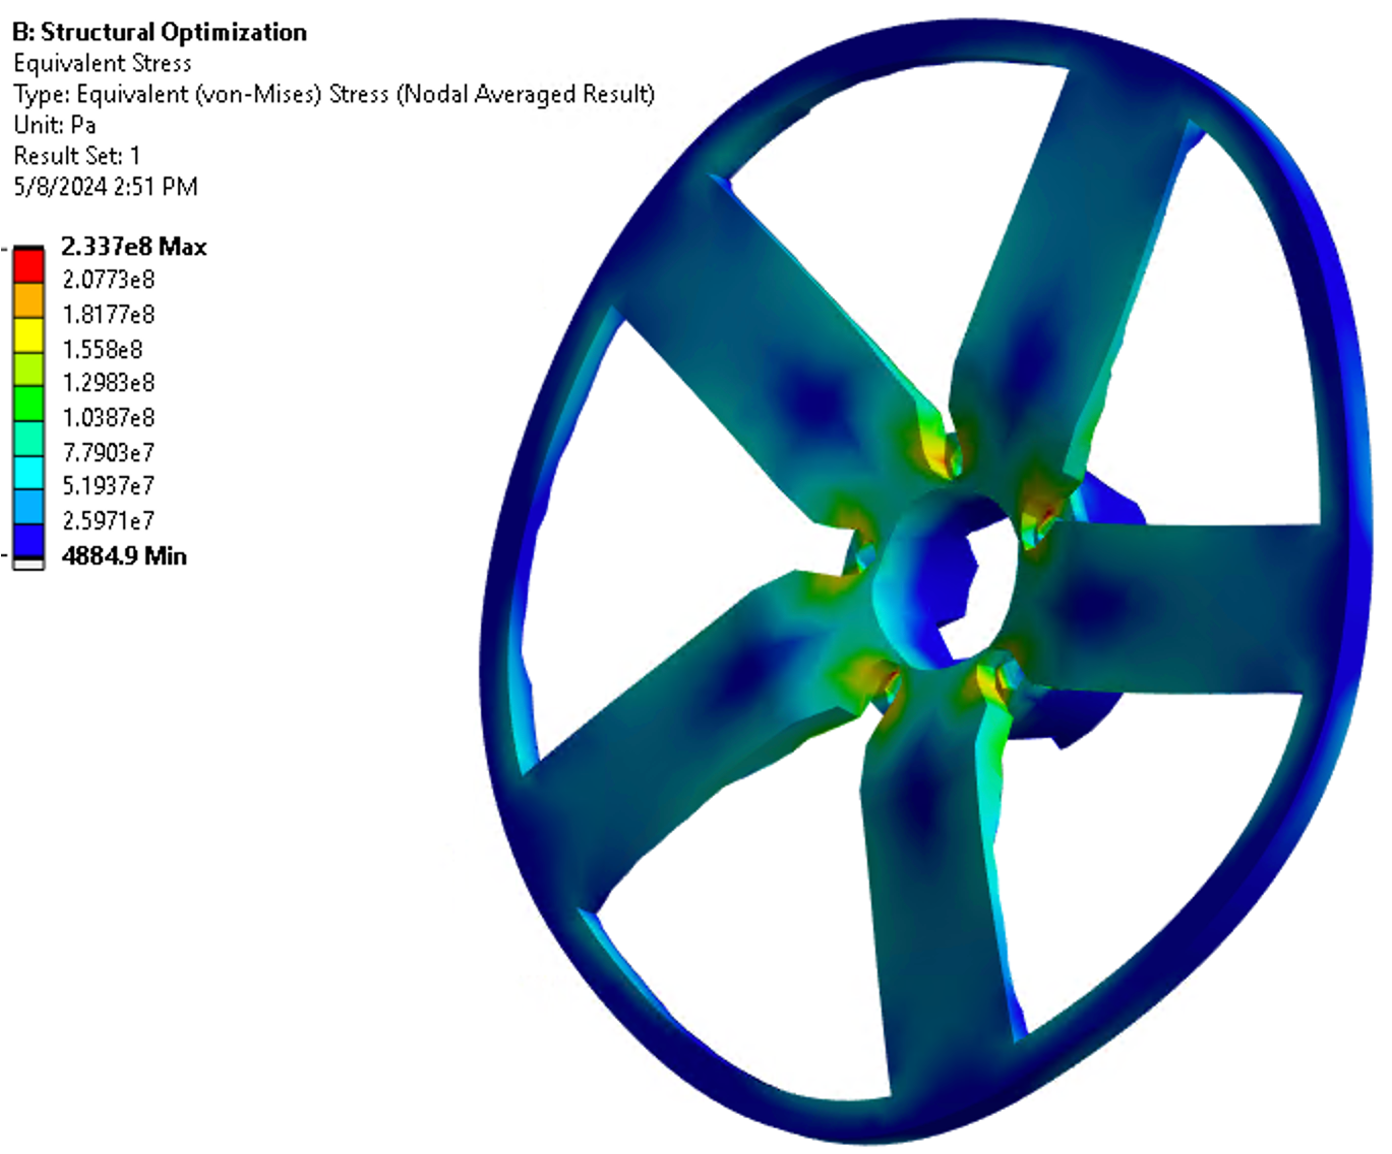 B: Structural Optimization
Equivalent Stress
Type: Equivalent (von-Mises) Stress (Nodal Averaged Result)
Unit: Pa
Result Set: 1
5/8/2024 2:51 PM
2.337e8 Max
2.0773e8
1.8177e8
1.558e8
1.2983e8
1.0387e8
7.7903e7
5.1937e7
2.5971e7
4884.9 Min